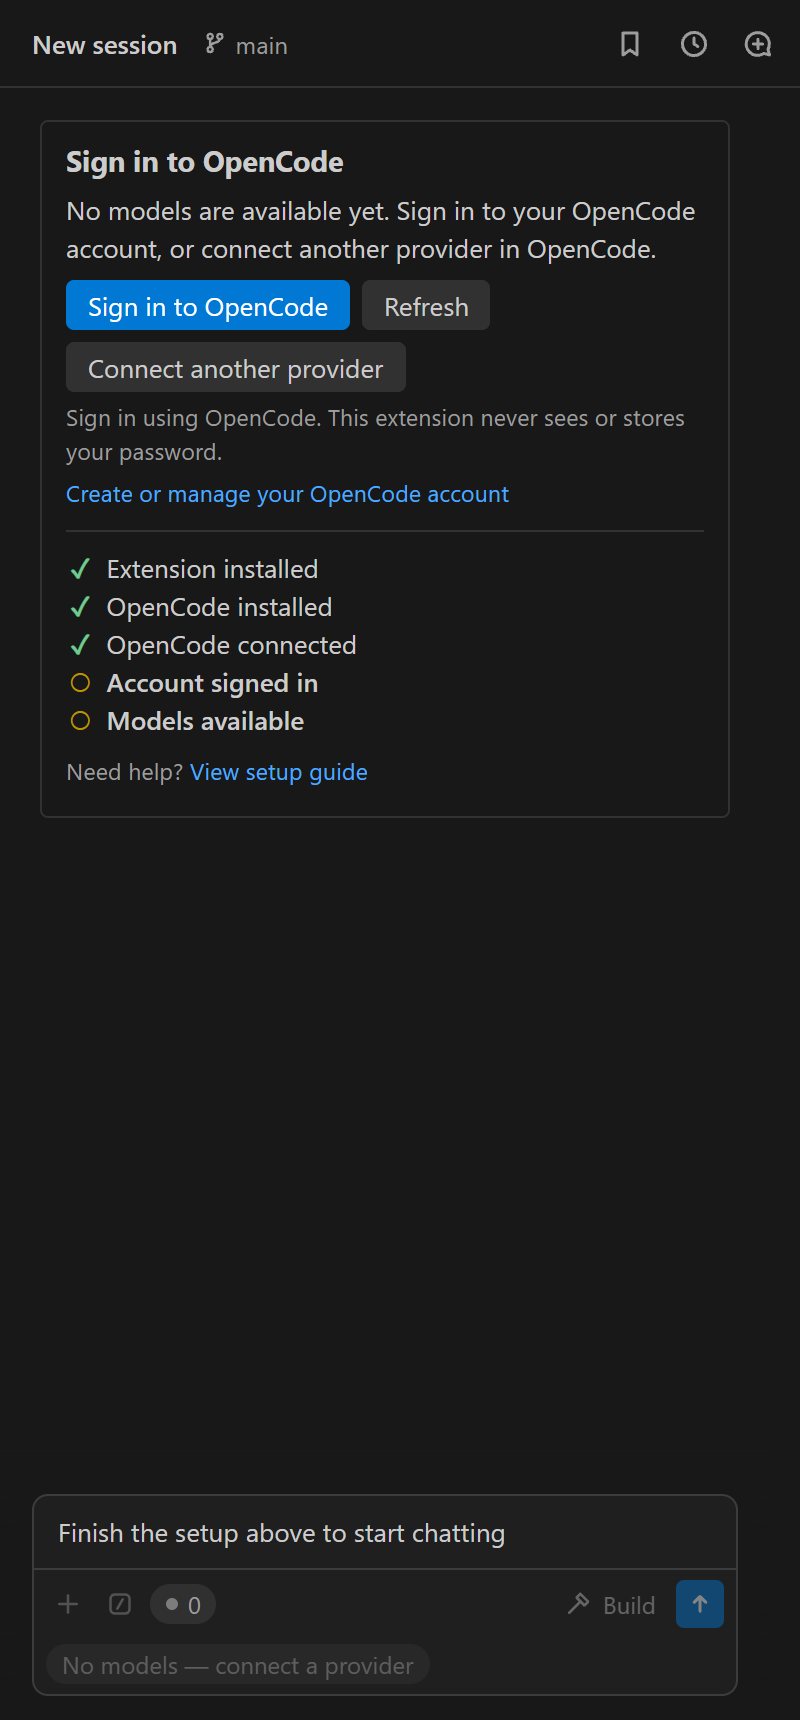 New session main
Sign in to OpenCode
No models are available yet. Sign in to your OpenCode
account, or connect another provider in OpenCode.
Sign in to OpenCode Refresh
Connect another provider
Sign in using OpenCode. This extension never sees or stores
your password.
Create or manage your OpenCode account
Extension installed
OpenCode installed
OpenCode connected
Account signed in
Models available
Need help? View setup guide
Finish the setup above to start chatting
0 Build
No models — connect a provider